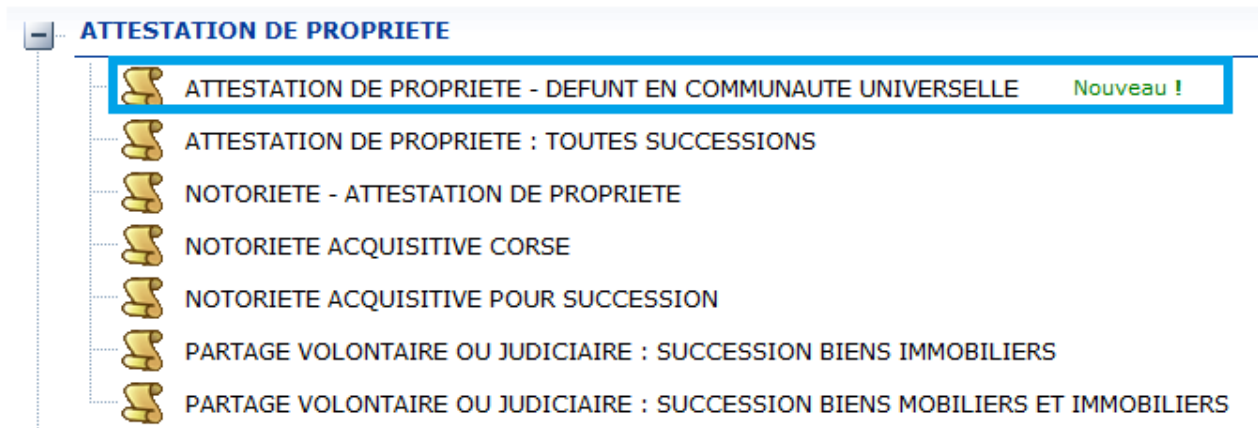 ATTESTATION DE PROPRIETE
ATTESTATION DE PROPRIETE - DEFUNT EN COMMUNAUTE UNIVERSELLE Nouveau !
ATTESTATION DE PROPRIETE : TOUTES SUCCESSIONS
NOTORIETE - ATTESTATION DE PROPRIETE
NOTORIETE ACQUISITIVE CORSE
NOTORIETE ACQUISITIVE POUR SUCCESSION
PARTAGE VOLONTAIRE OU JUDICIAIRE : SUCCESSION BIENS IMMOBILIERS
PARTAGE VOLONTAIRE OU JUDICIAIRE : SUCCESSION BIENS MOBILIERS ET IMMOBILIERS